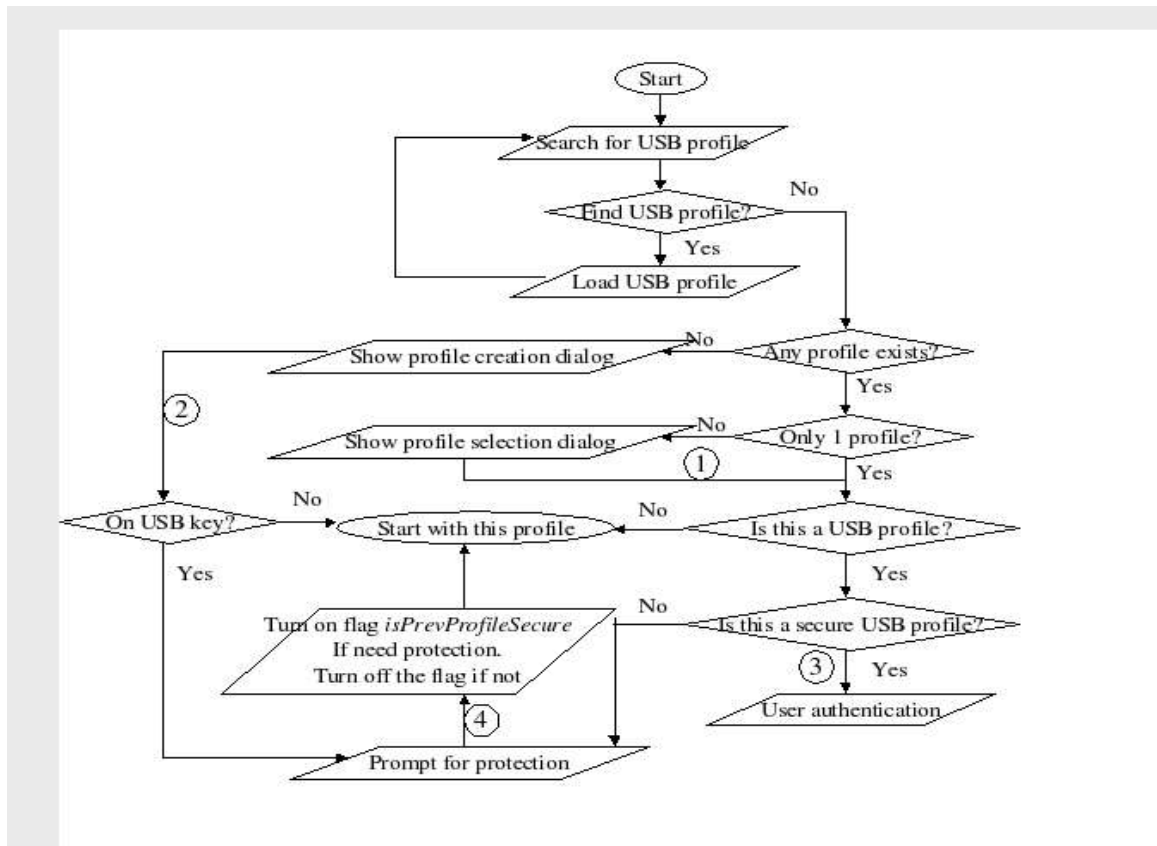 Start
Search for USB profile
No
Find USB profile?
Yes
Load USB profile
No
Show profile creation dialog
Any profile exists?
Yes
2
No
Show profile selection dialog
Only 1 profile?
1
Yes
No
No
On USB key?
Start with this profile
Is this a USB profile?
Yes
Yes
No
Turn on flag isPrevProfileSecure
If need protection.
Turn off the flag if not
Is this a secure USB profile?
3
Yes
User authentication
4
Prompt for protection